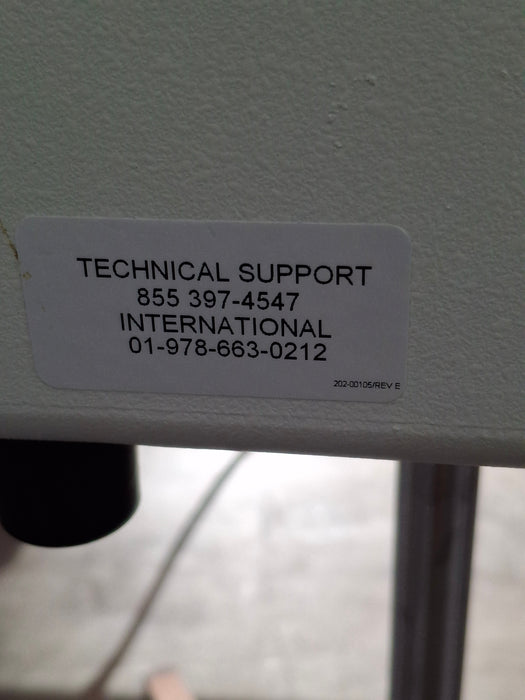 TECHNICAL SUPPORT
855 397-4547
INTERNATIONAL
01-978-663-0212
202-00105/REV E